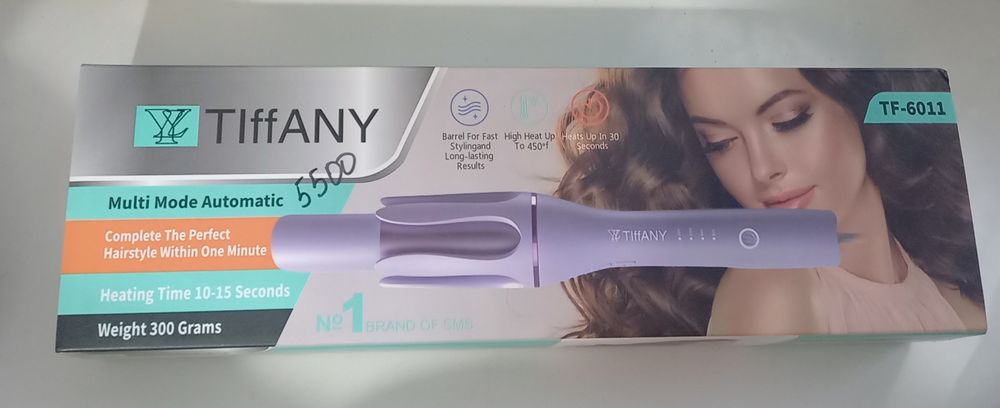 TIffANY
TF-6011
Barrel For Fast
Stylingand
Long-lasting
Results
High Heat Up
To 450°f
Heats Up In 30
Seconds
5500
Multi Mode Automatic
Complete The Perfect
Hairstyle Within One Minute
Heating Time 10-15 Seconds
Weight 300 Grams
TIffANY
Nº1 BRAND OF SMS